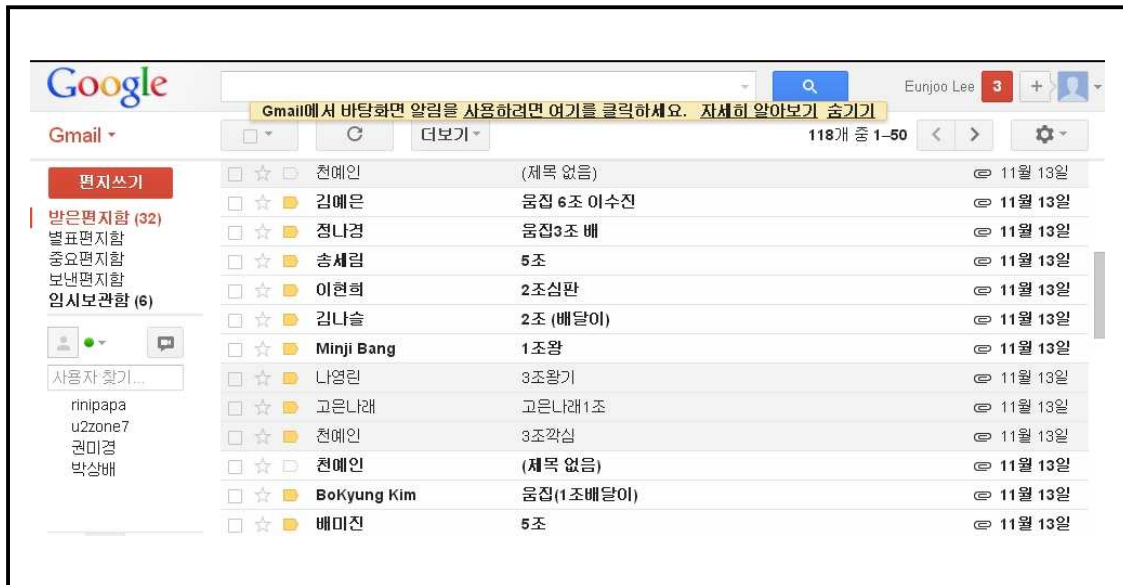 Google
Eunjoo Lee 3 +
Gmail에서 바탕화면 알림을 사용하려면 여기를 클릭하세요. 자세히 알아보기 숨기기
Gmail
더보기
118개 중 1–50
편지쓰기
받은편지함 (32)
별표편지함
중요편지함
보낸편지함
임시보관함 (6)
사용자 찾기...
rinipapa
u2zone7
권미경
박상배
천예인 (제목 없음) 11월 13일
김예은 움집 6조 이수진 11월 13일
정나경 움집3조 배 11월 13일
송세림 5조 11월 13일
이현희 2조심판 11월 13일
김나슬 2조 (배달이) 11월 13일
Minji Bang 1조왕 11월 13일
나영린 3조왕기 11월 13일
고은나래 고은나래1조 11월 13일
천예인 3조깍심 11월 13일
천예인 (제목 없음) 11월 13일
BoKyung Kim 움집(1조배달이) 11월 13일
배미진 5조 11월 13일